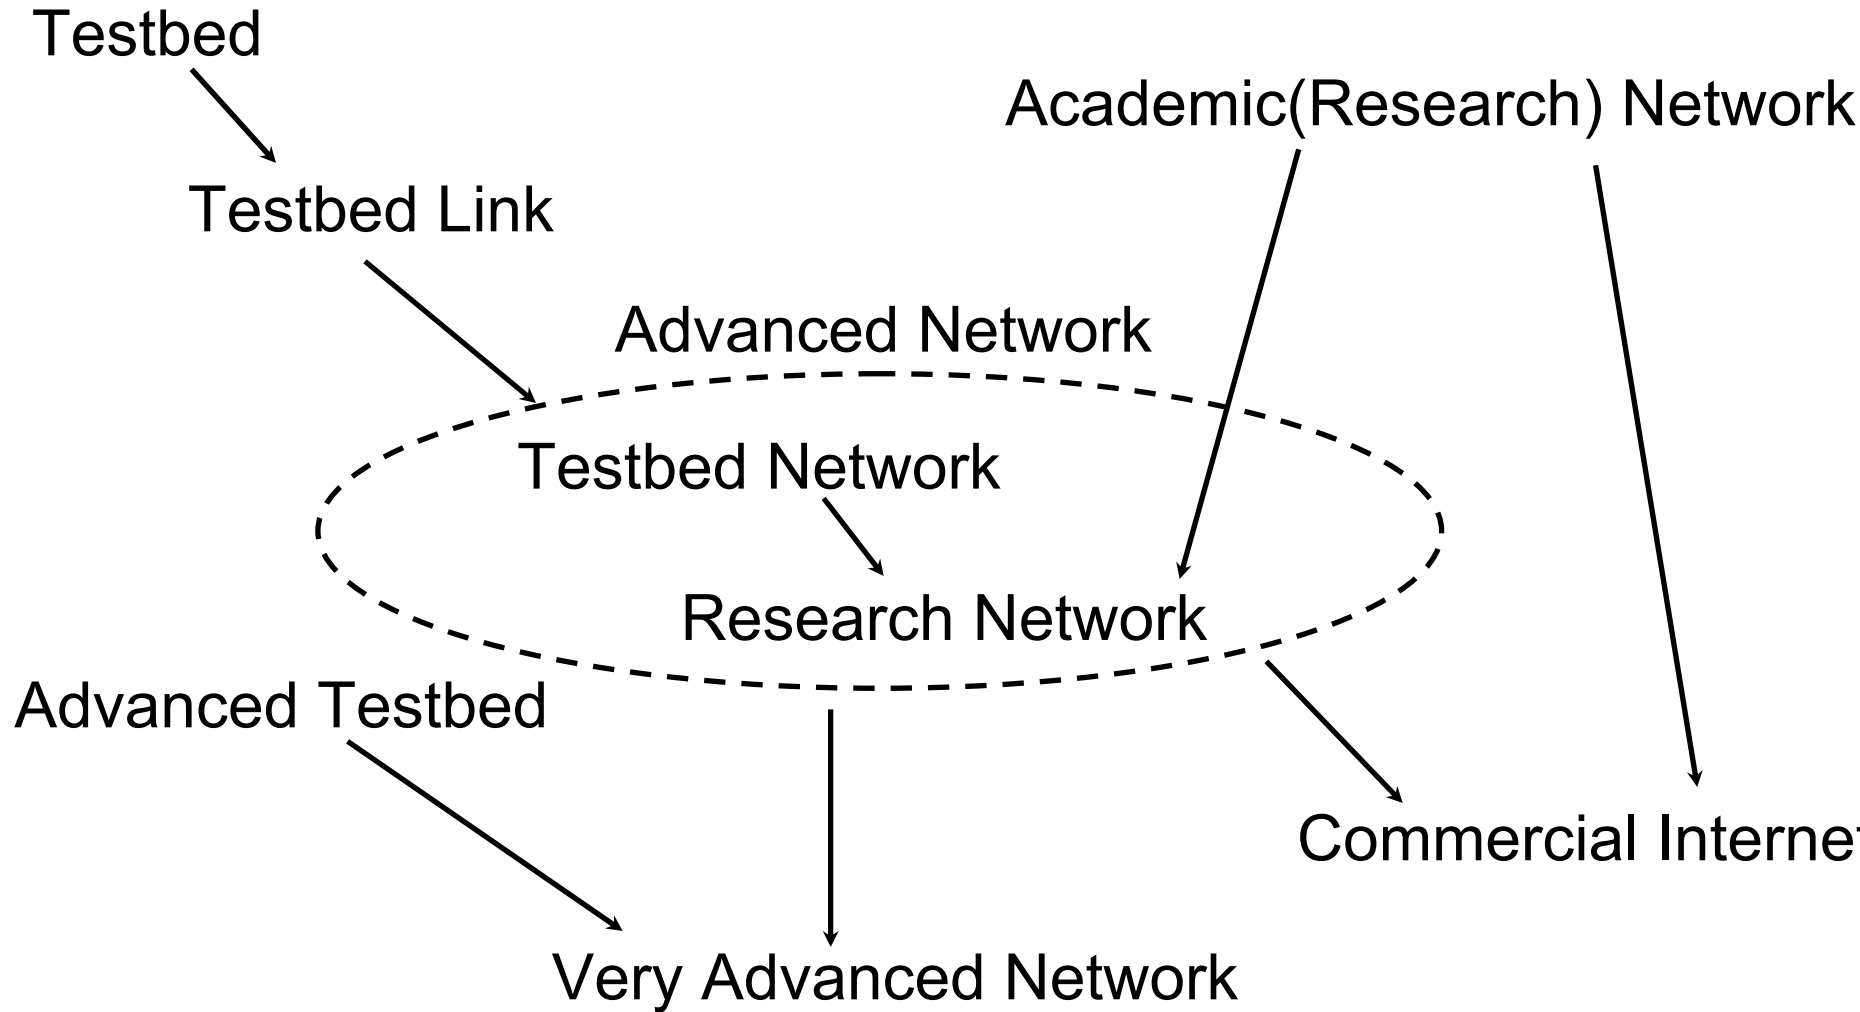 Testbed
Academic(Research) Network
Testbed Link
Advanced Network
Testbed Network
Research Network
Advanced Testbed
Commercial Internet
Very Advanced Network